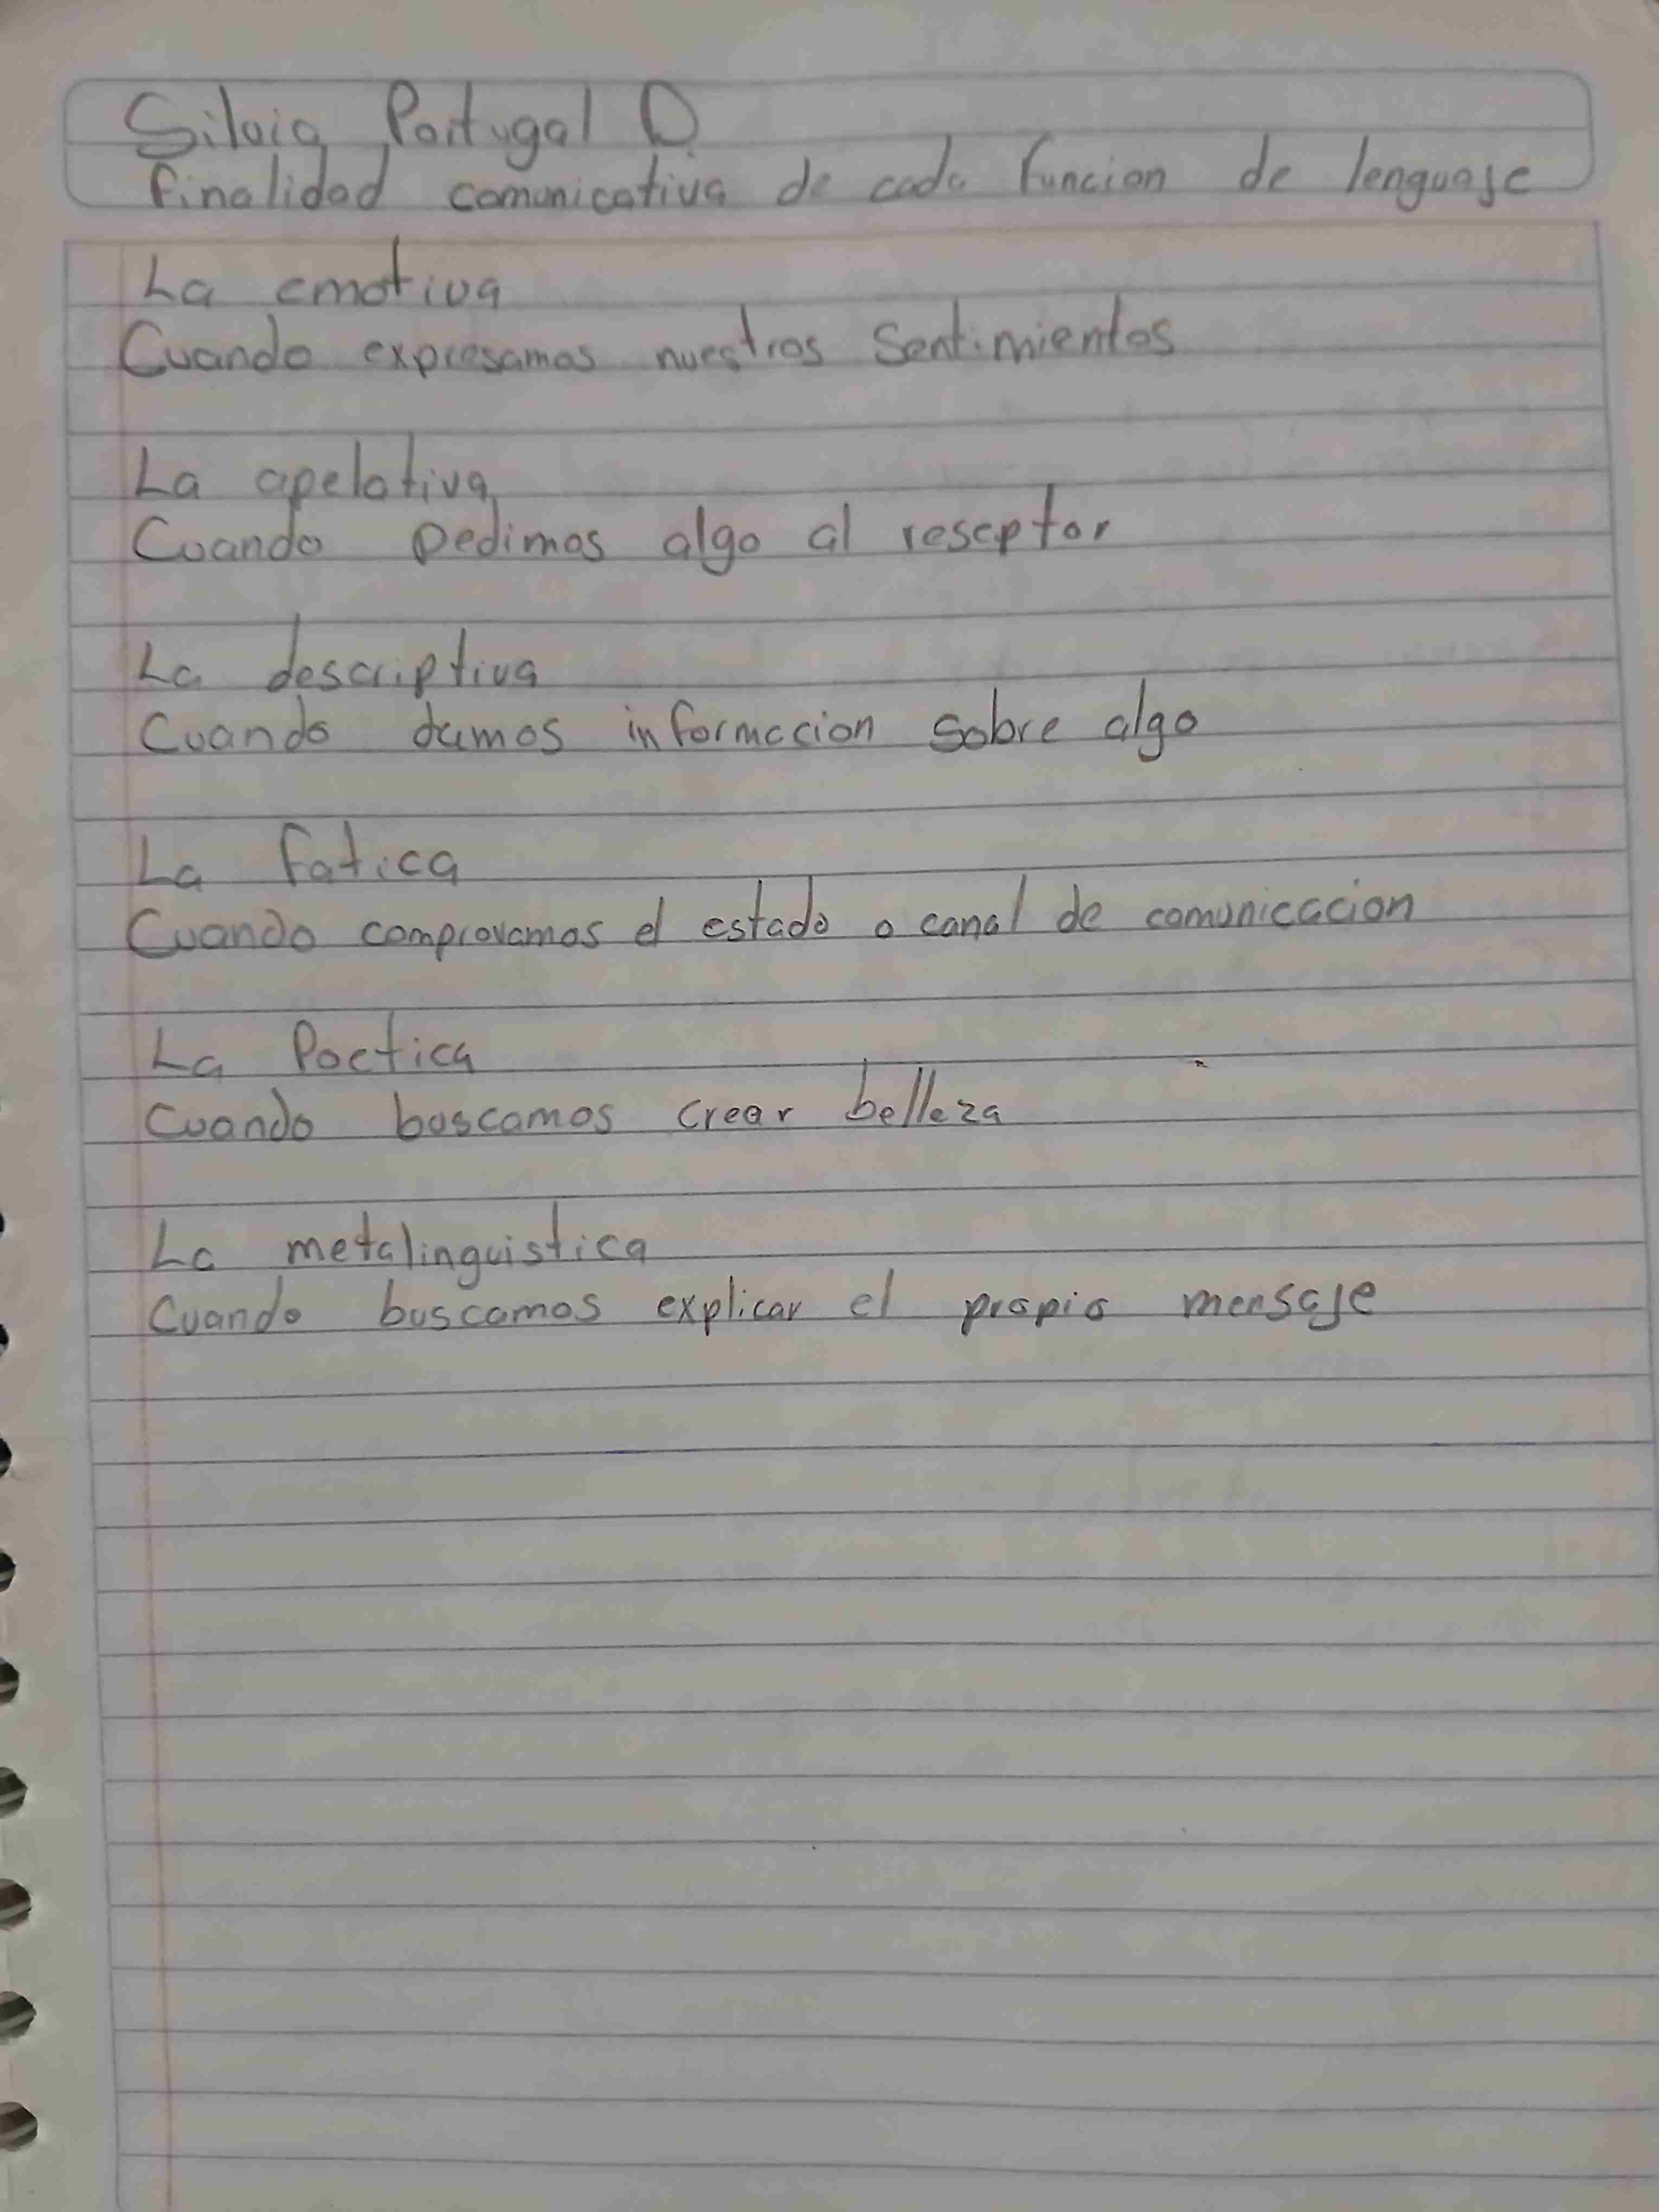 Silvia Portugal D
Finalidad comunicativa de cada funcion de lenguaje
La emotiva
Cuando expresamos nuestros Sentimientos
La apelativa
Cuando pedimos algo al reseptor
La descriptiva
Cuando damos informacion sobre algo
La fatica
Cuando comprovamos el estado o canal de comunicacion
La Poetica
Cuando buscamos crear belleza
La metalinguistica
Cuando buscamos explicar el propio mensaje